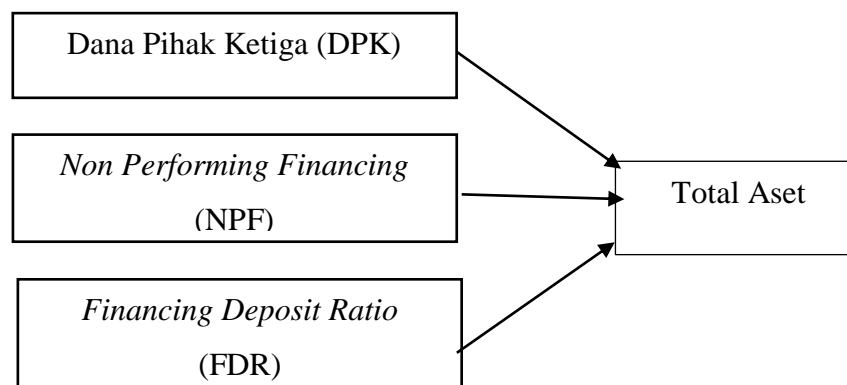 Dana Pihak Ketiga (DPK)
Non Performing Financing
(NPF)
Total Aset
Financing Deposit Ratio
(FDR)